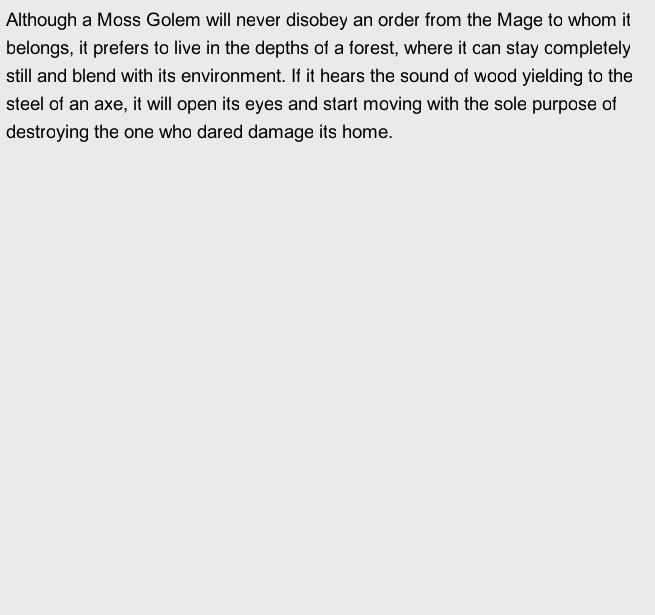 Although a Moss Golem will never disobey an order from the Mage to whom it
belongs, it prefers to live in the depths of a forest, where it can stay completely
still and blend with its environment. If it hears the sound of wood yielding to the
steel of an axe, it will open its eyes and start moving with the sole purpose of
destroying the one who dared damage its home.